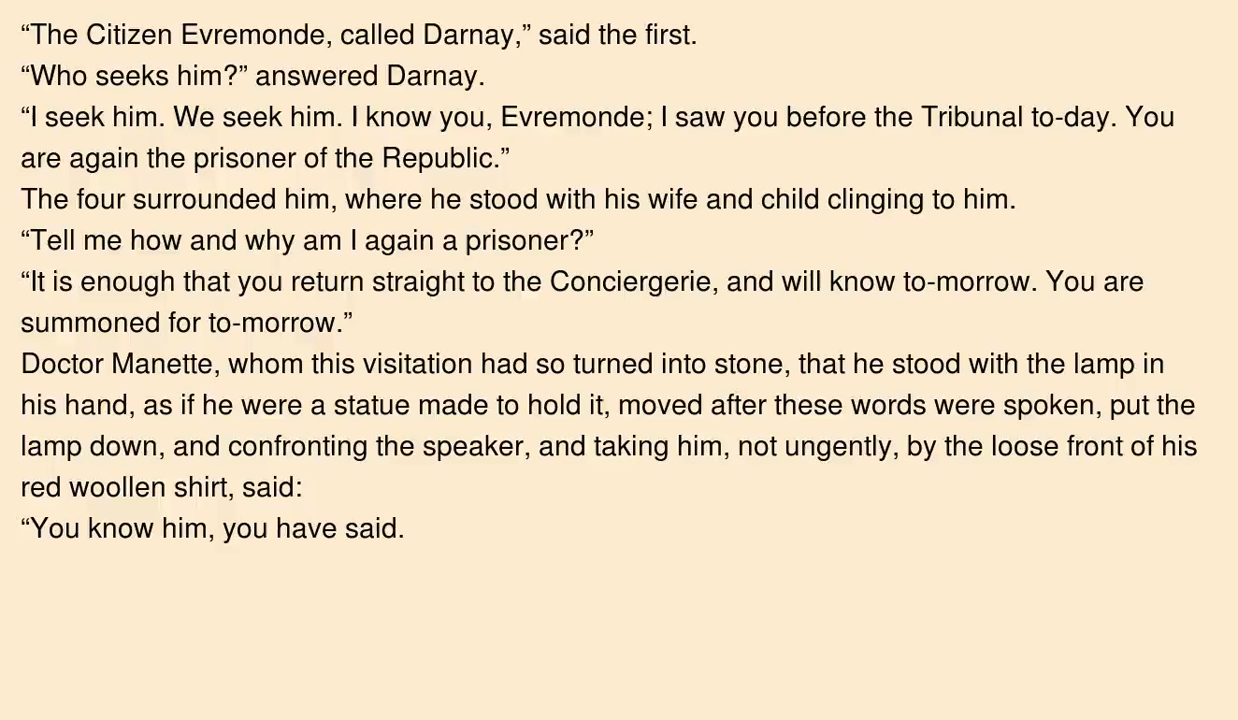 “The Citizen Evremonde, called Darnay,” said the first.
“Who seeks him?” answered Darnay.
“I seek him. We seek him. I know you, Evremonde; I saw you before the Tribunal to-day. You
are again the prisoner of the Republic.”
The four surrounded him, where he stood with his wife and child clinging to him.
“Tell me how and why am I again a prisoner?”
“It is enough that you return straight to the Conciergerie, and will know to-morrow. You are
summoned for to-morrow.”
Doctor Manette, whom this visitation had so turned into stone, that he stood with the lamp in
his hand, as if he were a statue made to hold it, moved after these words were spoken, put the
lamp down, and confronting the speaker, and taking him, not ungently, by the loose front of his
red woollen shirt, said:
“You know him, you have said.